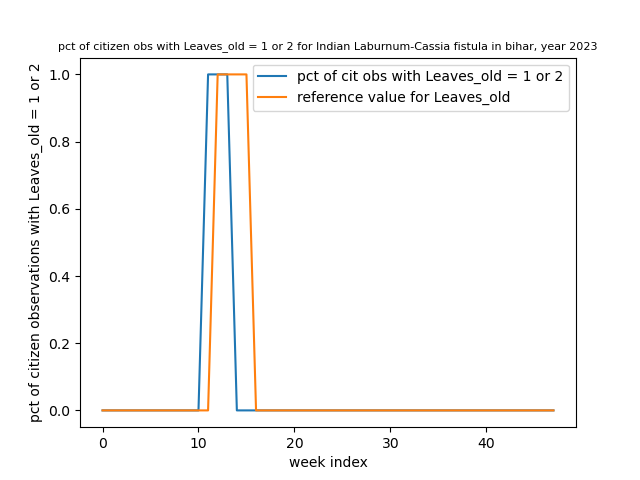 pct of citizen obs with Leaves_old = 1 or 2 for Indian Laburnum-Cassia fistula in bihar, year 2023
pct of cit obs with Leaves_old = 1 or 2
reference value for Leaves_old
pct of citizen observations with Leaves_old = 1 or 2
1.0
0.8
0.6
0.4
0.2
0.0
0 10 20 30 40
week index